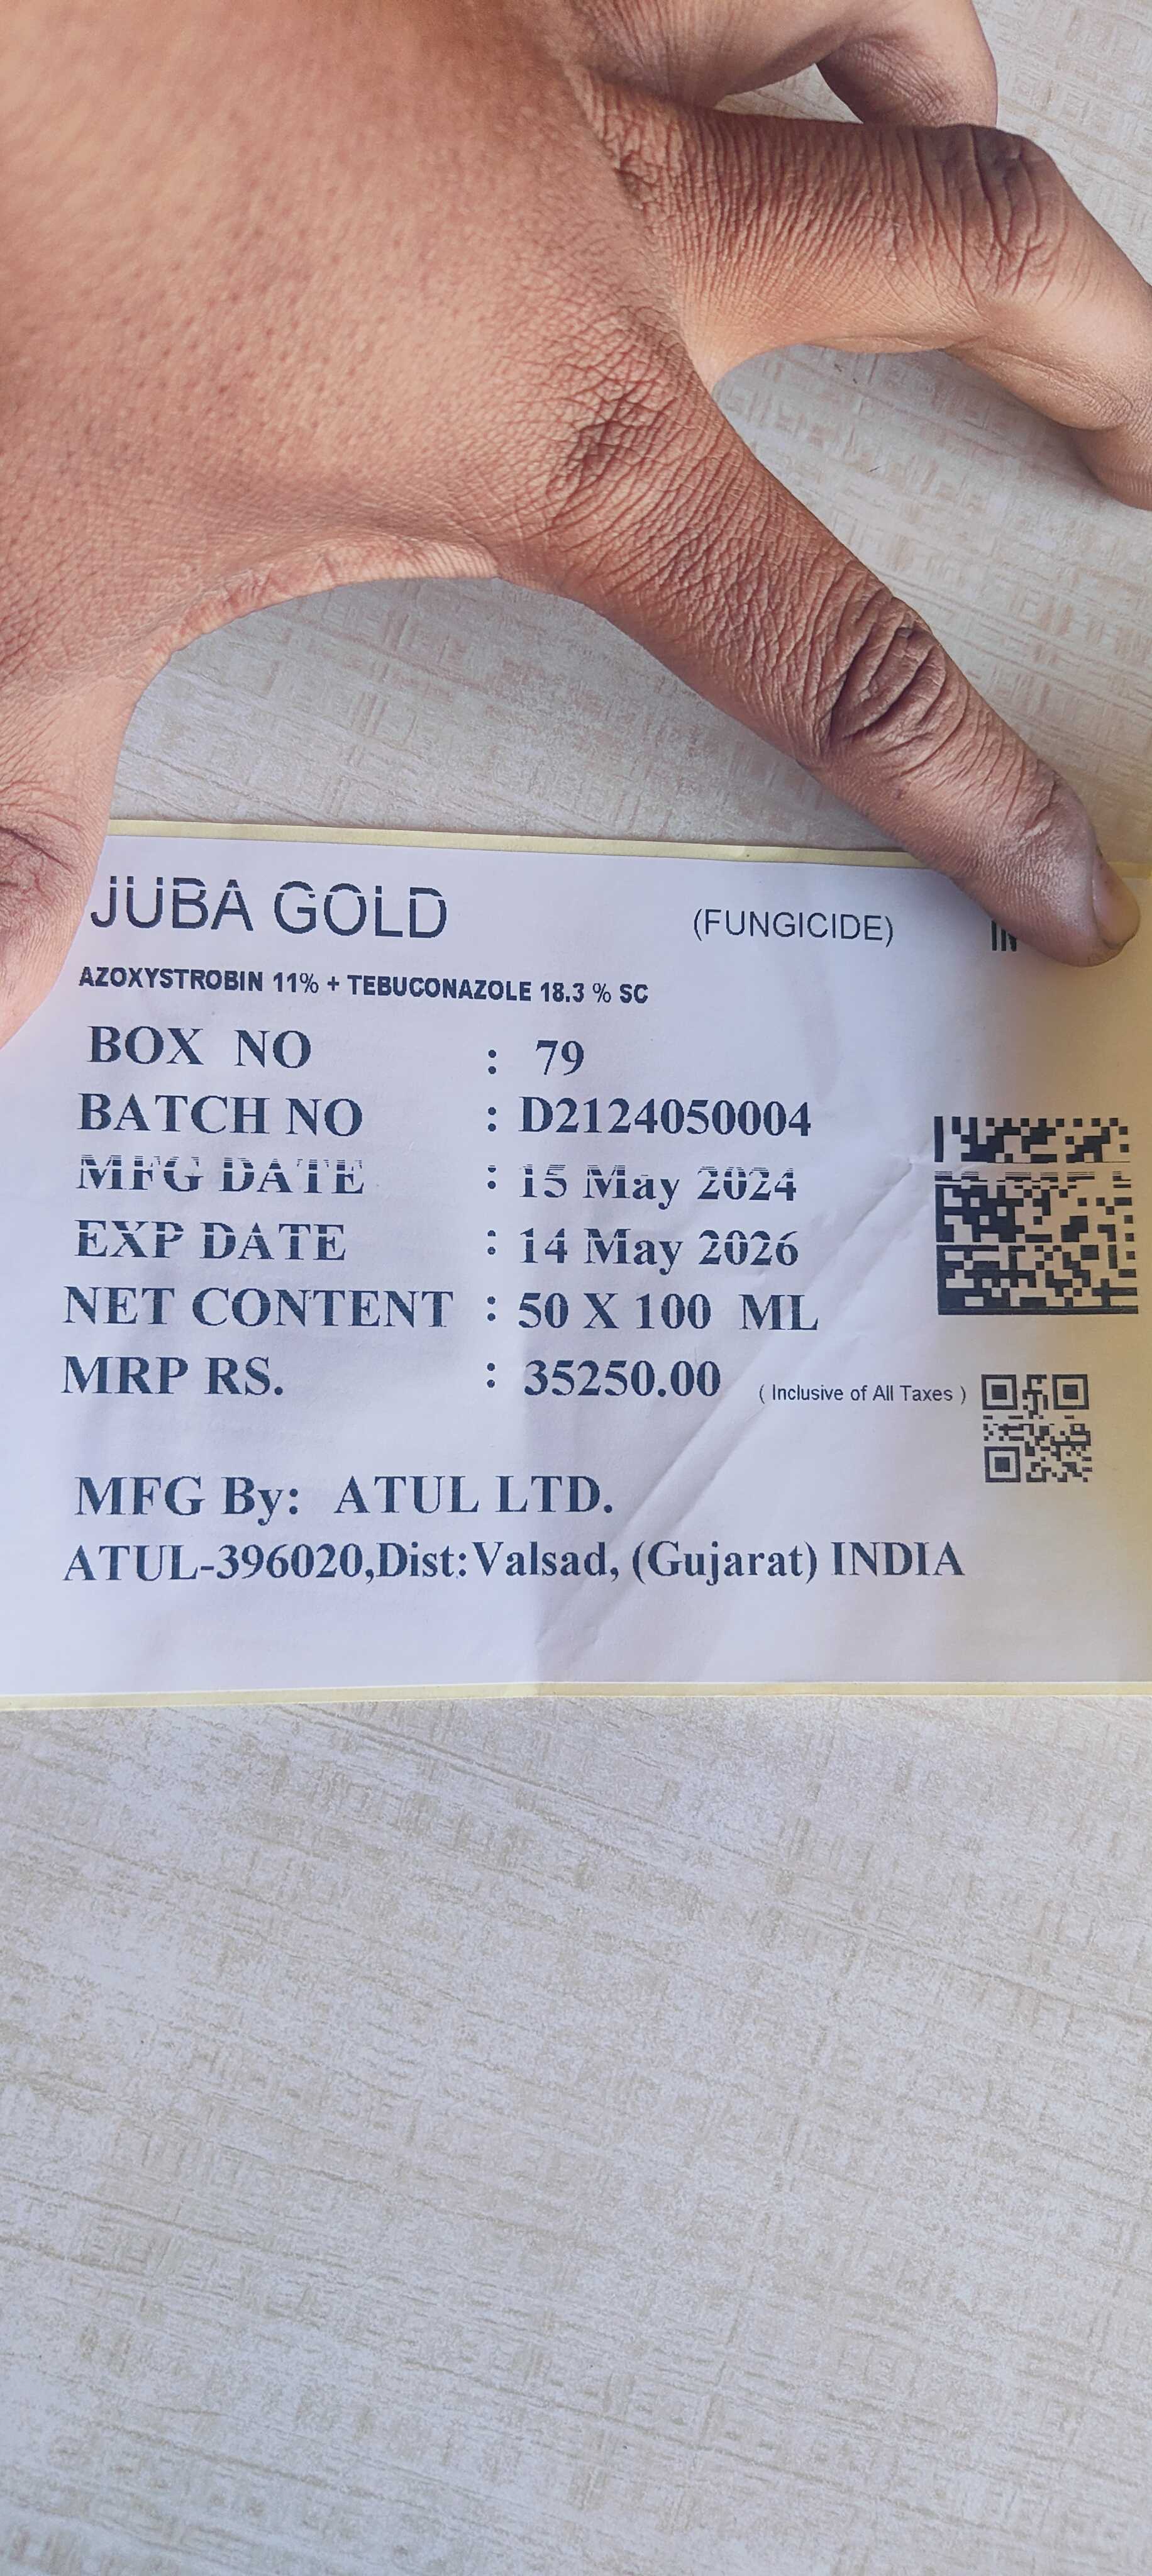 JUBA GOLD (FUNGICIDE)
AZOXYSTROBIN 11% + TEBUCONAZOLE 18.3 % SC
BOX NO : 79
BATCH NO : D2124050004
MFG DATE : 15 May 2024
EXP DATE : 14 May 2026
NET CONTENT : 50 X 100 ML
MRP RS. : 35250.00 ( Inclusive of All Taxes )
MFG By: ATUL LTD.
ATUL-396020,Dist:Valsad, (Gujarat) INDIA